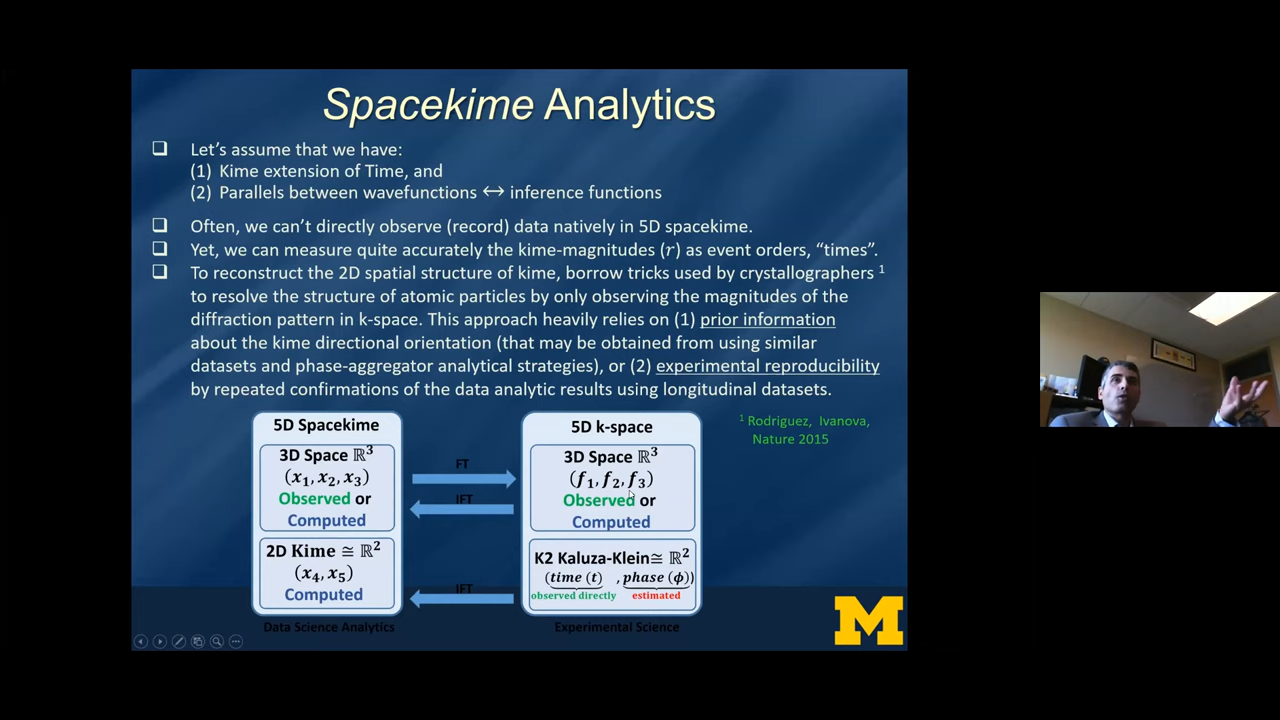 Spacekime Analytics
❑ Let's assume that we have:
(1) Kime extension of Time, and
(2) Parallels between wavefunctions ↔ inference functions
❑ Often, we can't directly observe (record) data natively in 5D spacekime.
❑ Yet, we can measure quite accurately the kime-magnitudes (r) as event orders, "times".
❑ To reconstruct the 2D spatial structure of kime, borrow tricks used by crystallographers ¹
to resolve the structure of atomic particles by only observing the magnitudes of the
diffraction pattern in k-space. This approach heavily relies on (1) prior information
about the kime directional orientation (that may be obtained from using similar
datasets and phase-aggregator analytical strategies), or (2) experimental reproducibility
by repeated confirmations of the data analytic results using longitudinal datasets.
5D Spacekime
3D Space ℝ³
(x₁, x₂, x₃)
Observed or
Computed
2D Kime ≅ ℝ²
(x₄, x₅)
Computed
Data Science Analytics
FT
IFT
IFT
5D k-space
3D Space ℝ³
(f₁, f₂, f₃)
Observed or
Computed
K2 Kaluza-Klein≅ ℝ²
(time (t) , phase (ϕ))
observed directly estimated
Experimental Science
¹ Rodriguez, Ivanova,
Nature 2015
M